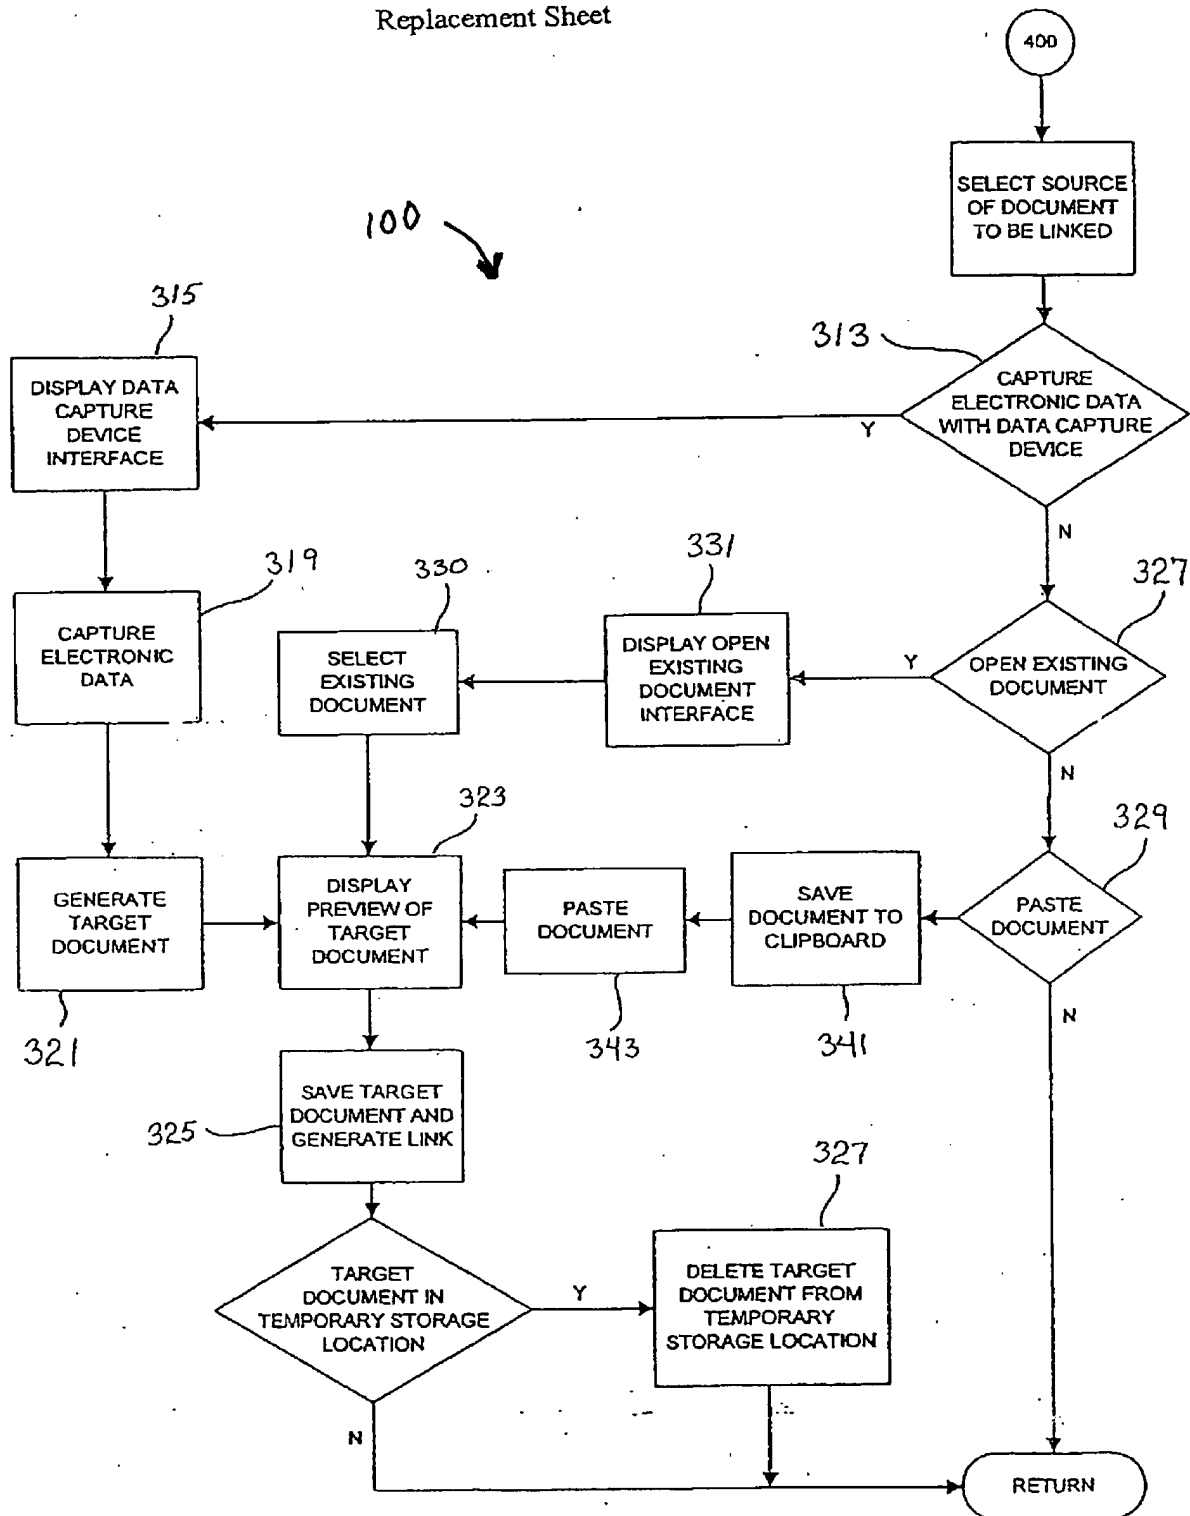 Replacement Sheet
400
SELECT SOURCE
OF DOCUMENT
TO BE LINKED
100
315
313
DISPLAY DATA
CAPTURE
DEVICE
INTERFACE
CAPTURE
ELECTRONIC DATA
WITH DATA CAPTURE
DEVICE
Y
N
319
330
331
327
CAPTURE
ELECTRONIC
DATA
SELECT
EXISTING
DOCUMENT
DISPLAY OPEN
EXISTING
DOCUMENT
INTERFACE
Y
OPEN EXISTING
DOCUMENT
N
323
329
GENERATE
TARGET
DOCUMENT
DISPLAY
PREVIEW OF
TARGET
DOCUMENT
PASTE
DOCUMENT
SAVE
DOCUMENT TO
CLIPBOARD
PASTE
DOCUMENT
N
321
343
341
SAVE TARGET
DOCUMENT AND
GENERATE LINK
325
327
TARGET
DOCUMENT IN
TEMPORARY STORAGE
LOCATION
Y
DELETE TARGET
DOCUMENT FROM
TEMPORARY
STORAGE LOCATION
N
RETURN